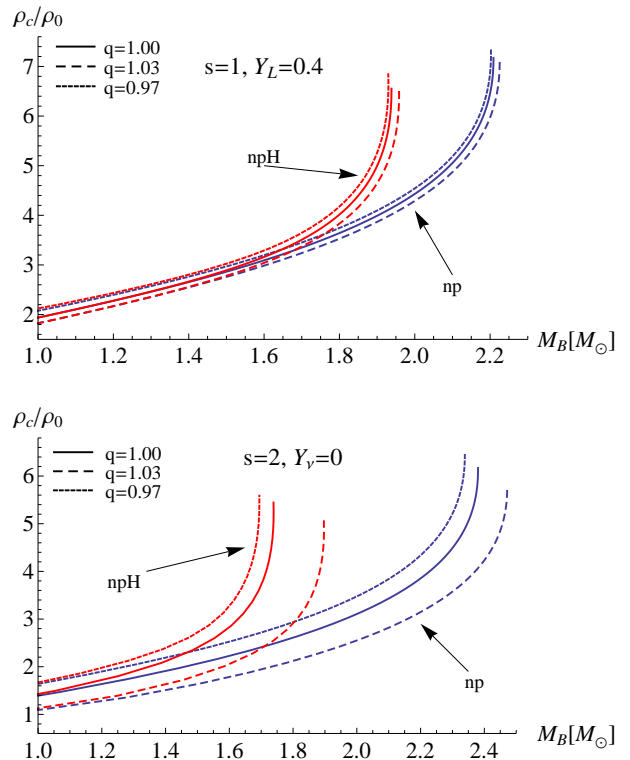 ρc/ρ0
q=1.00
q=1.03
q=0.97
s=1, YL=0.4
npH
np
7
6
5
4
3
2
1.0 1.2 1.4 1.6 1.8 2.0 2.2
MB[M⊙]
ρc/ρ0
q=1.00
q=1.03
q=0.97
s=2, Yν=0
npH
np
6
5
4
3
2
1
1.0 1.2 1.4 1.6 1.8 2.0 2.2 2.4
MB[M⊙]